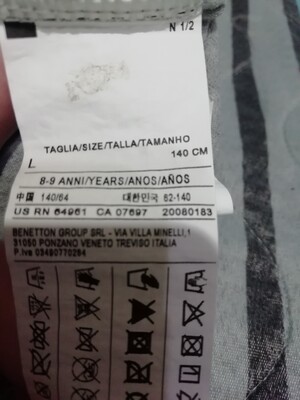 N 1/2
TAGLIA/SIZE/TALLA/TAMANHO
L 140 CM
8-9 ANNI/YEARS/ANOS/AÑOS
中国 140/64 대한민국 62-140
US RN 64961 CA 07697 20080183
BENETTON GROUP SRL - VIA VILLA MINELLI,1
31050 PONZANO VENETO TREVISO ITALIA
P.Iva 03490770264